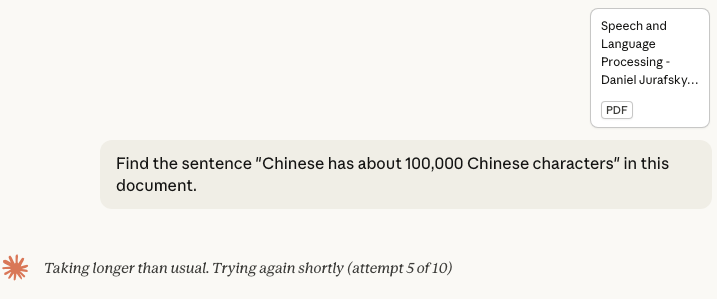 Speech and
Language
Processing -
Daniel Jurafsky...
PDF
Find the sentence "Chinese has about 100,000 Chinese characters" in this
document.
Taking longer than usual. Trying again shortly (attempt 5 of 10)